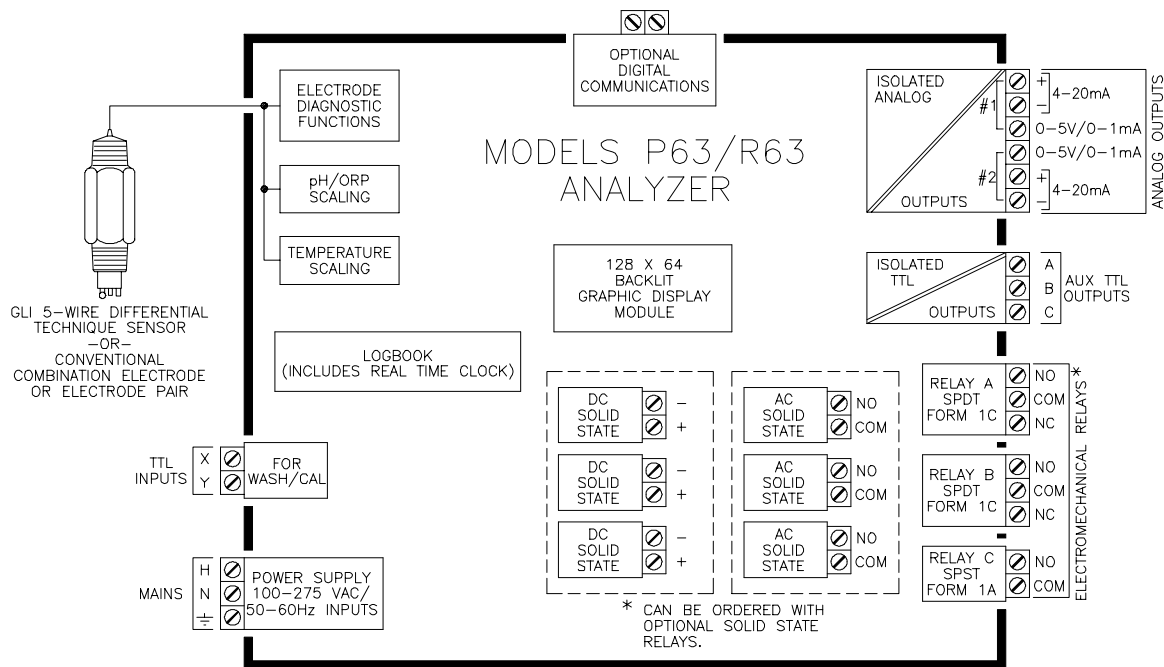 OPTIONAL
DIGITAL
COMMUNICATIONS
ELECTRODE
DIAGNOSTIC
FUNCTIONS
pH/ORP
SCALING
TEMPERATURE
SCALING
MODELS P63/R63
ANALYZER
ISOLATED
ANALOG
OUTPUTS
#1
+
4-20mA
-
0-5V/0-1mA
0-5V/0-1mA
#2
+
4-20mA
-
ANALOG OUTPUTS
GLI 5-WIRE DIFFERENTIAL
TECHNIQUE SENSOR
-OR-
CONVENTIONAL
COMBINATION ELECTRODE
OR ELECTRODE PAIR
128 X 64
BACKLIT
GRAPHIC DISPLAY
MODULE
ISOLATED
TTL
OUTPUTS
A
B
C
AUX TTL
OUTPUTS
LOGBOOK
(INCLUDES REAL TIME CLOCK)
DC
SOLID
STATE
-
+
DC
SOLID
STATE
-
+
DC
SOLID
STATE
-
+
AC
SOLID
STATE
NO
COM
AC
SOLID
STATE
NO
COM
AC
SOLID
STATE
NO
COM
RELAY A
SPDT
FORM 1C
NO
COM
NC
RELAY B
SPDT
FORM 1C
NO
COM
NC
RELAY C
SPST
FORM 1A
NO
COM
ELECTROMECHANICAL RELAYS*
TTL
INPUTS
X
Y
FOR
WASH/CAL
MAINS
H
N
POWER SUPPLY
100-275 VAC/
50-60Hz INPUTS
* CAN BE ORDERED WITH
OPTIONAL SOLID STATE
RELAYS.